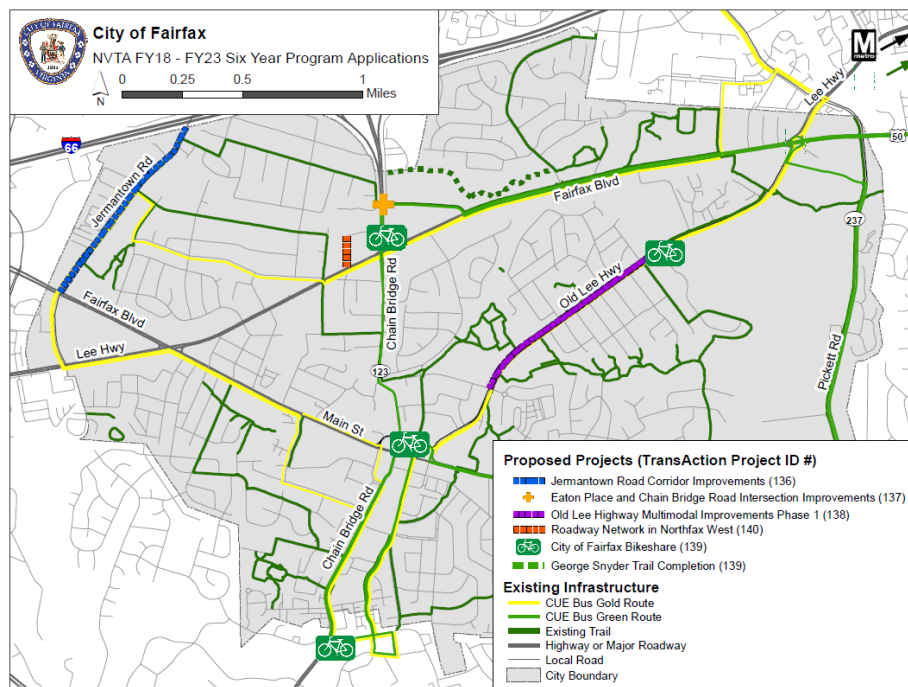 CITY OF FAIRFAX
VIRGINIA
City of Fairfax
NVTA FY18 - FY23 Six Year Program Applications
N
0 0.25 0.5 1
Miles
M
metro
Lee Hwy
50
66
Jermantown Rd
Fairfax Blvd
237
Chain Bridge Rd
Old Lee Hwy
Fairfax Blvd
Lee Hwy
123
Pickett Rd
Main St
Chain Bridge Rd
Proposed Projects (TransAction Project ID #)
Jermantown Road Corridor Improvements (136)
Eaton Place and Chain Bridge Road Intersection Improvements (137)
Old Lee Highway Multimodal Improvements Phase 1 (138)
Roadway Network in Northfax West (140)
City of Fairfax Bikeshare (139)
George Snyder Trail Completion (139)
Existing Infrastructure
CUE Bus Gold Route
CUE Bus Green Route
Existing Trail
Highway or Major Roadway
Local Road
City Boundary